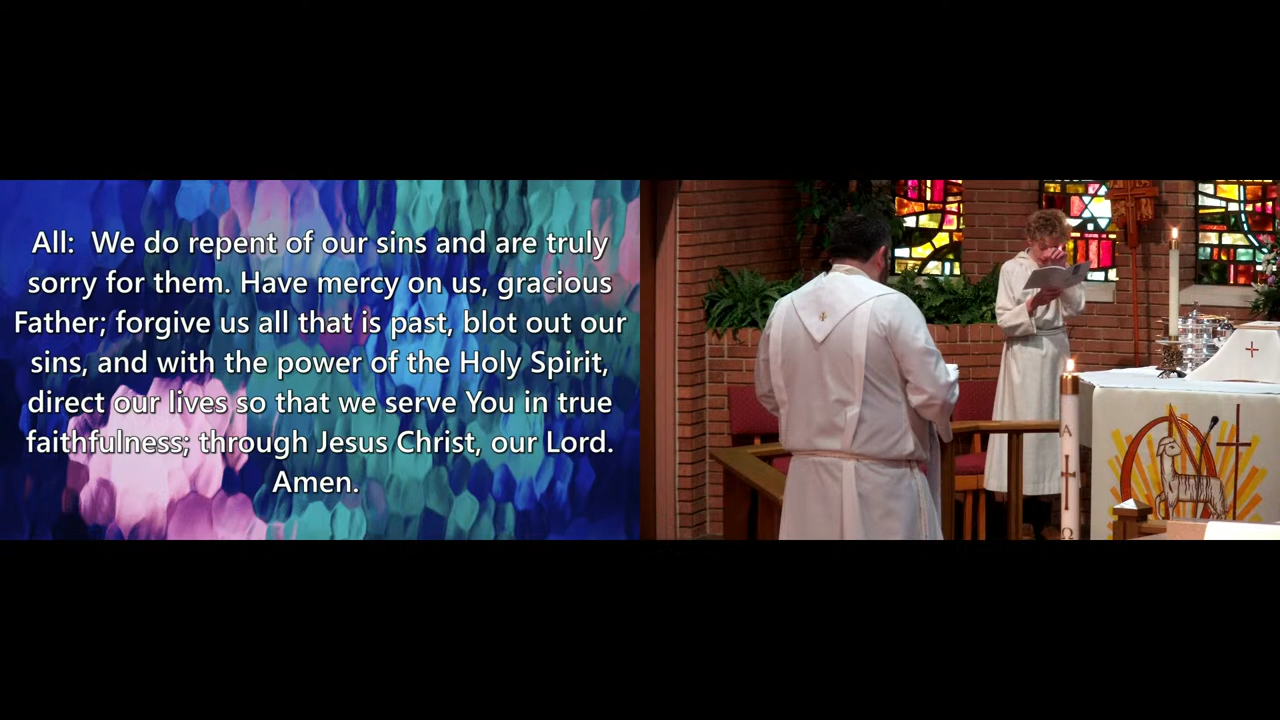 All:  We do repent of our sins and are truly
sorry for them. Have mercy on us, gracious
Father; forgive us all that is past, blot out our
sins, and with the power of the Holy Spirit,
direct our lives so that we serve You in true
faithfulness; through Jesus Christ, our Lord.
Amen.
A
Ω